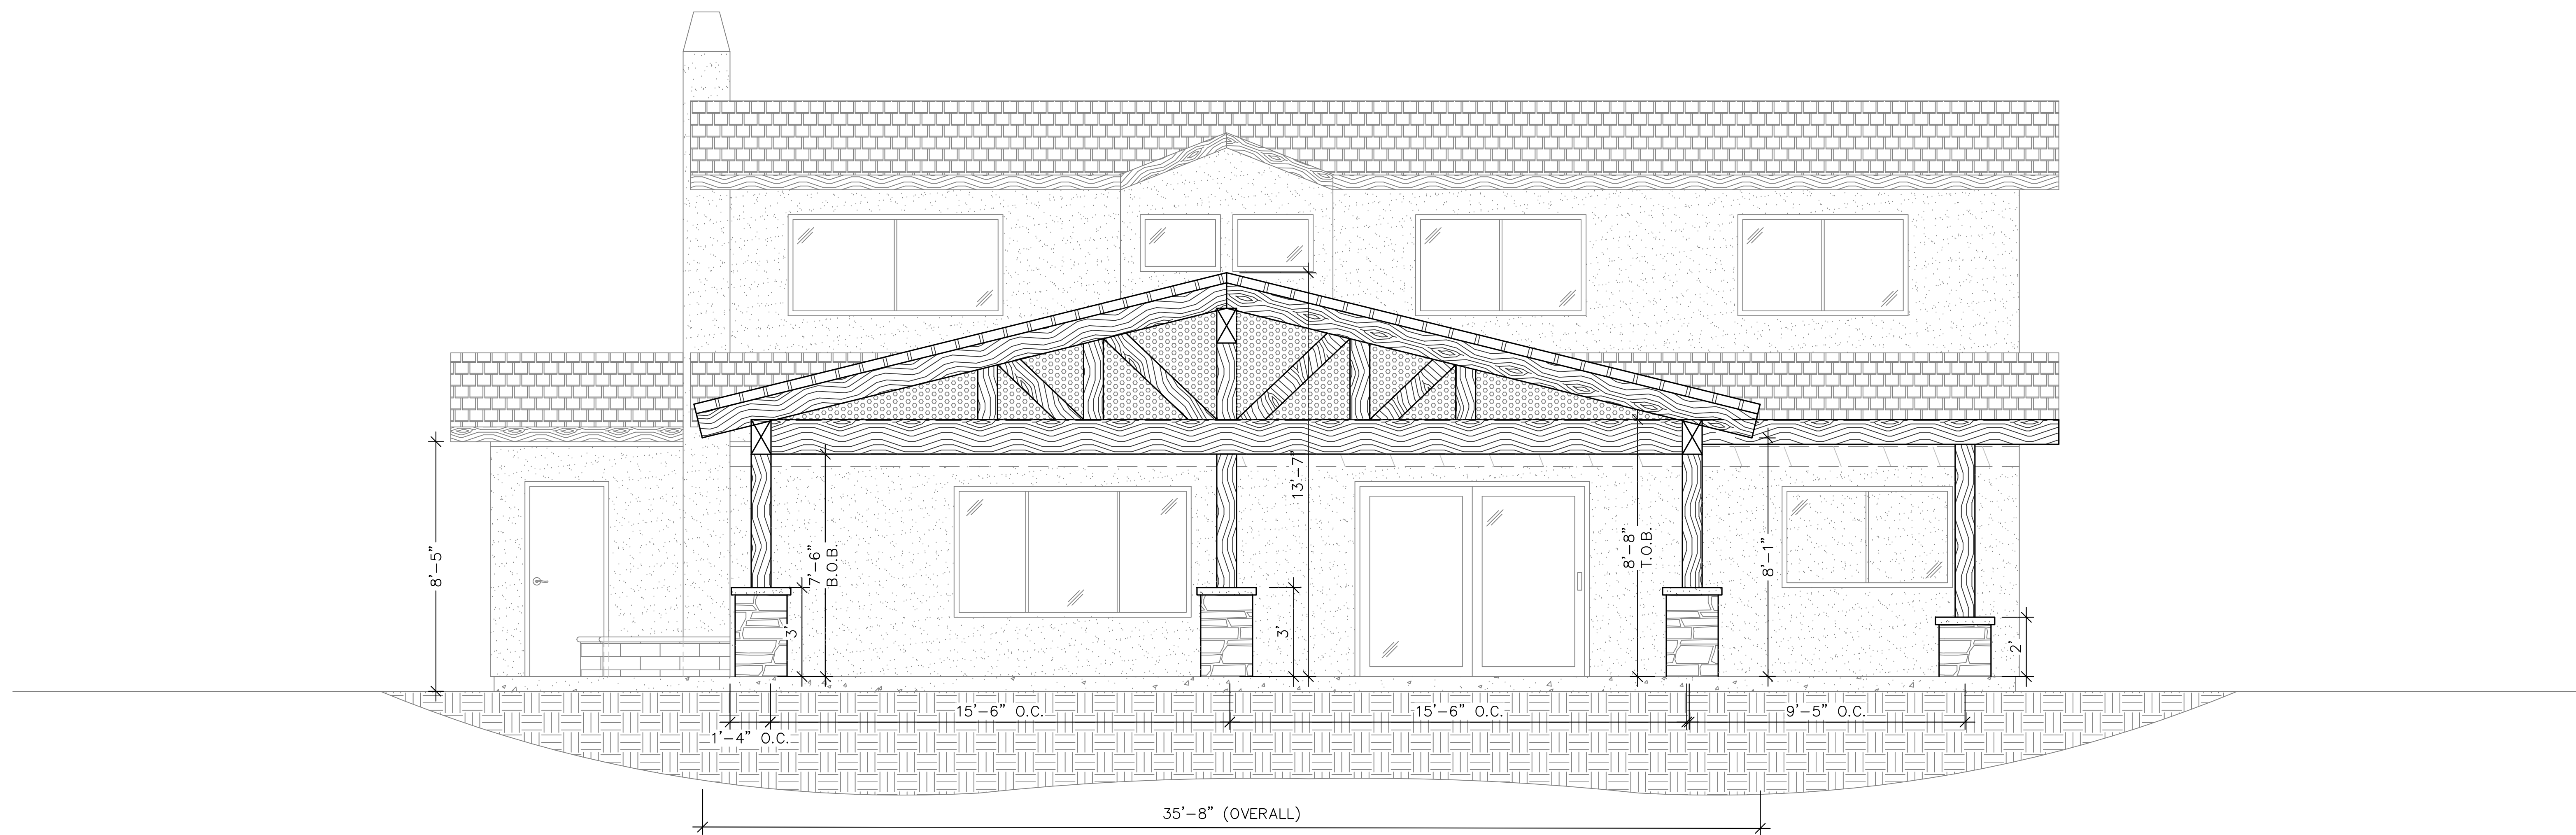 13'-7"
8'-5"
7'-6"
B.O.B.
8'-8"
T.O.B.
8'-1"
3'
3'
2'
15'-6" O.C.
15'-6" O.C.
9'-5" O.C.
1'-4" O.C.
35'-8" (OVERALL)